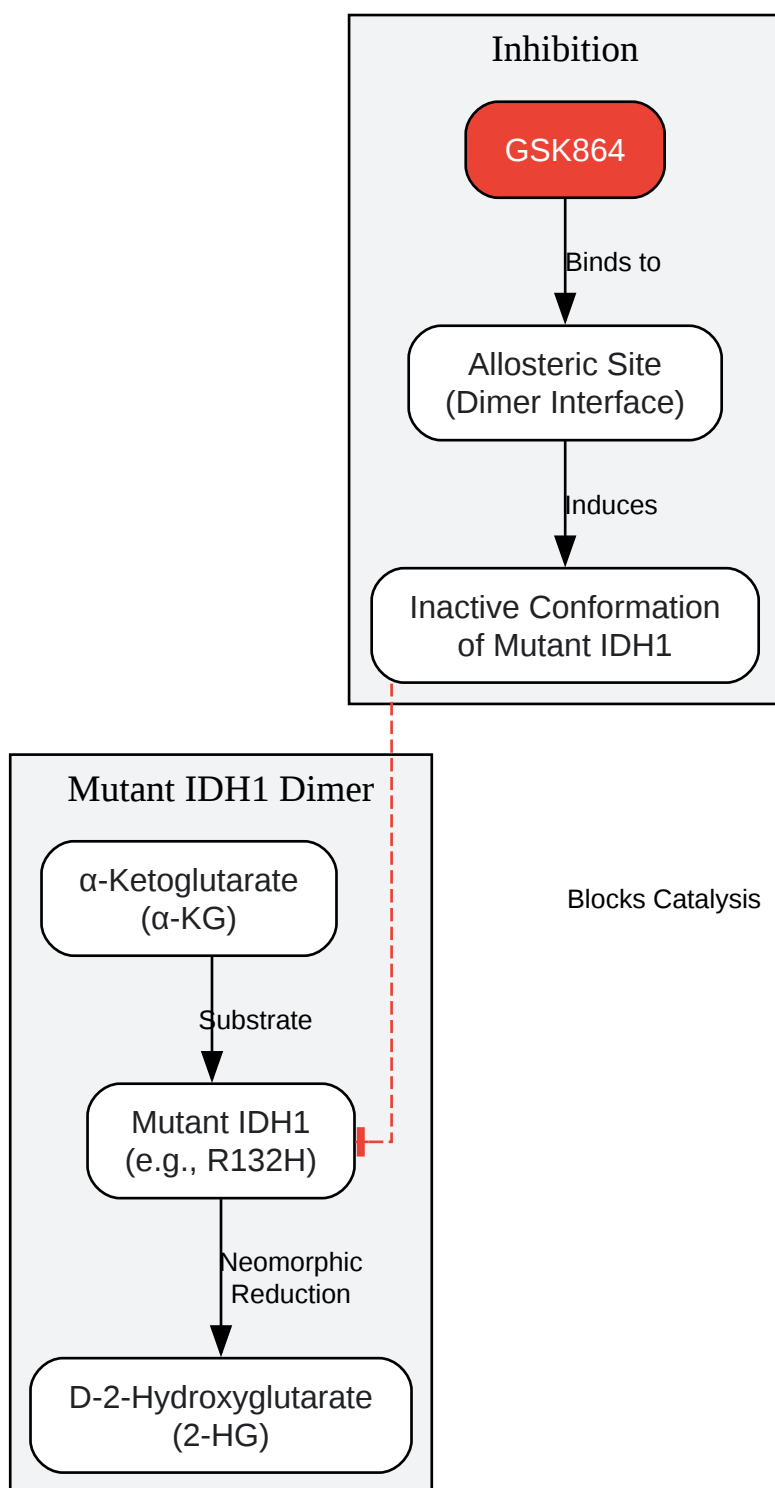 Inhibition
GSK864
Binds to
Allosteric Site
(Dimer Interface)
Induces
Inactive Conformation
of Mutant IDH1
Mutant IDH1 Dimer
α-Ketoglutarate
(α-KG)
Blocks Catalysis
Substrate
Mutant IDH1
(e.g., R132H)
Neomorphic
Reduction
D-2-Hydroxyglutarate
(2-HG)